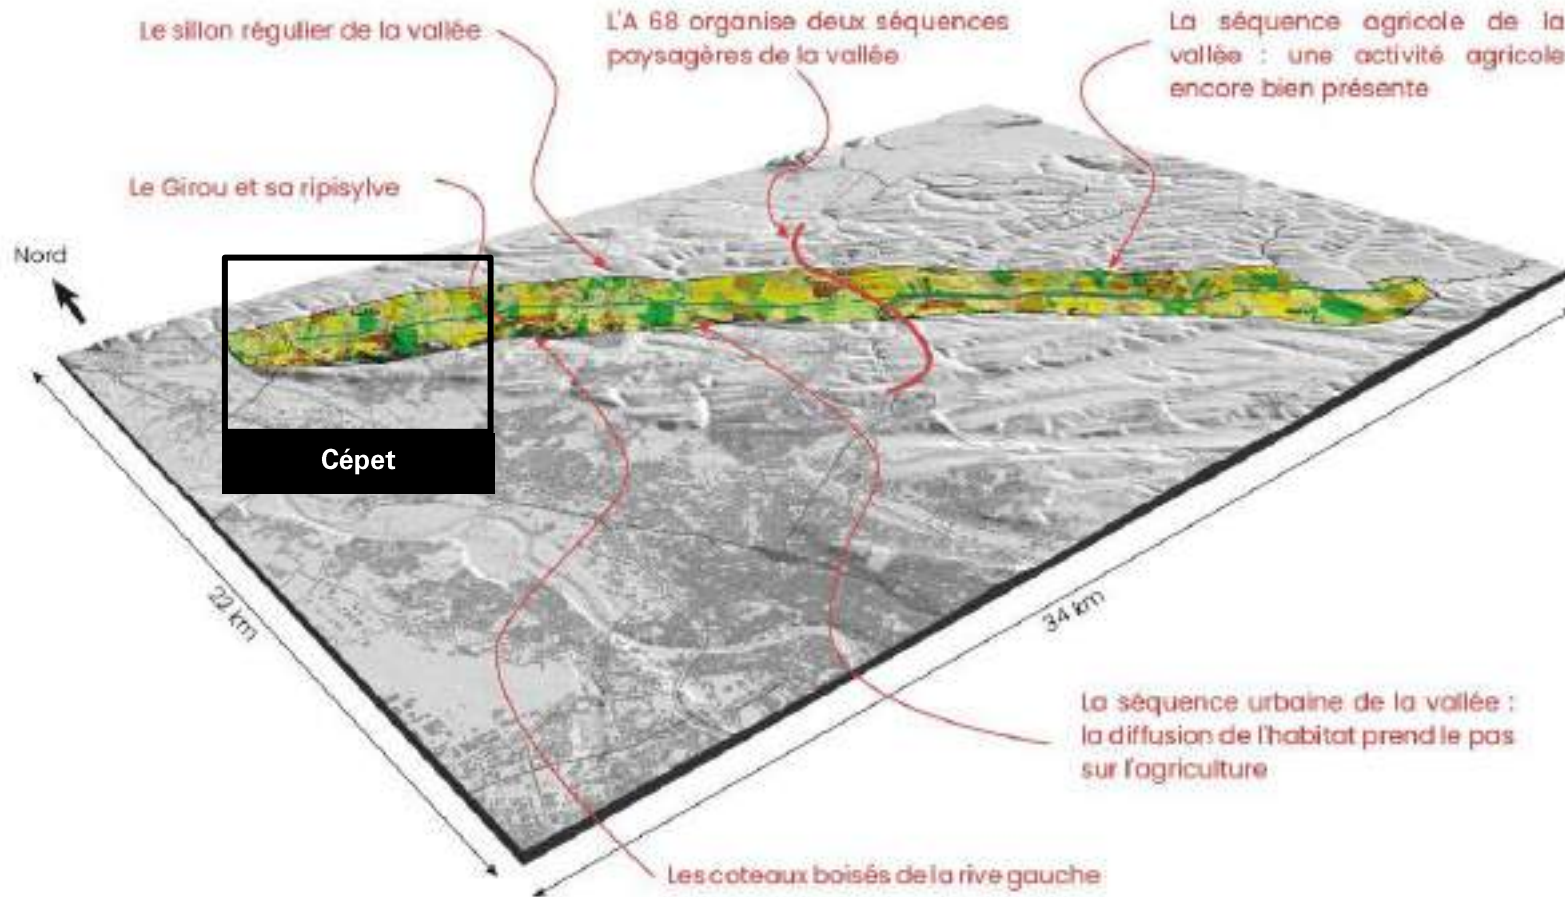 Le sillon régulier de la vallée
L'A 68 organise deux séquences
paysagères de la vallée
La séquence agricole de la
vallée : une activité agricole
encore bien présente
Le Girou et sa ripisylve
Nord
Cépet
22 km
34 km
La séquence urbaine de la vallée :
la diffusion de l'habitat prend le pas
sur l'agriculture
Les coteaux boisés de la rive gauche